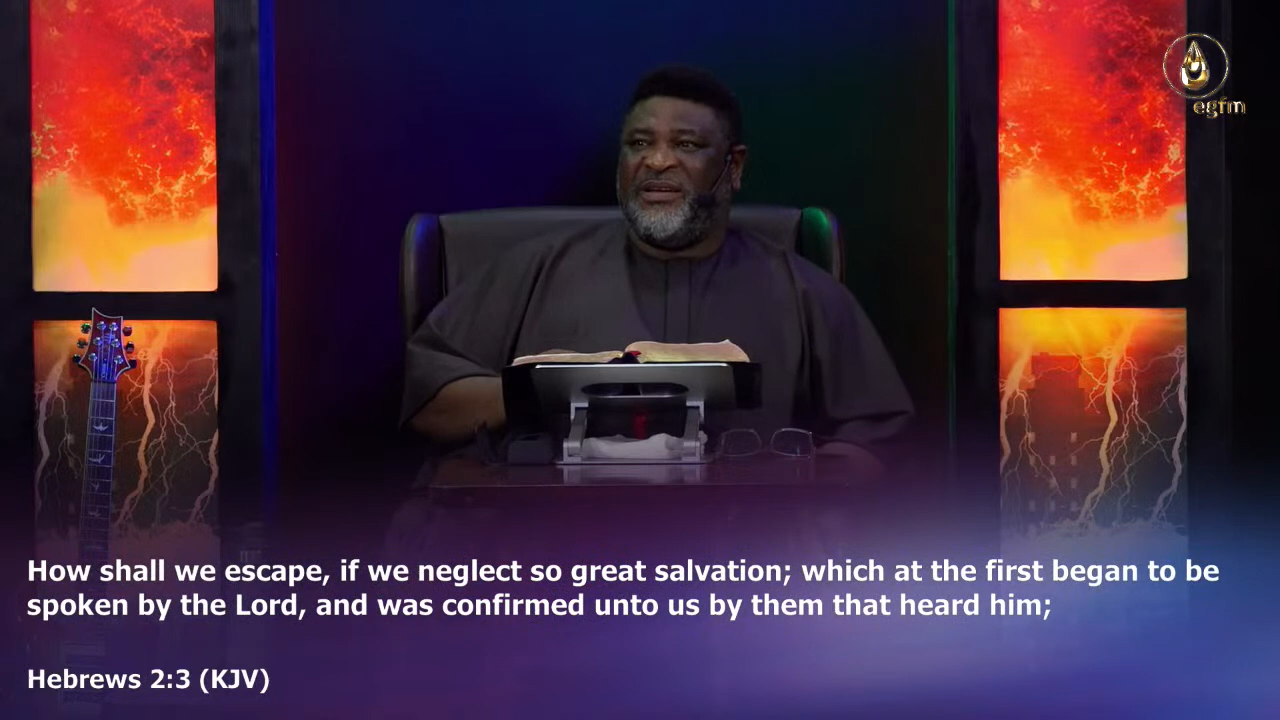 egfm
How shall we escape, if we neglect so great salvation; which at the first began to be
spoken by the Lord, and was confirmed unto us by them that heard him;
Hebrews 2:3 (KJV)